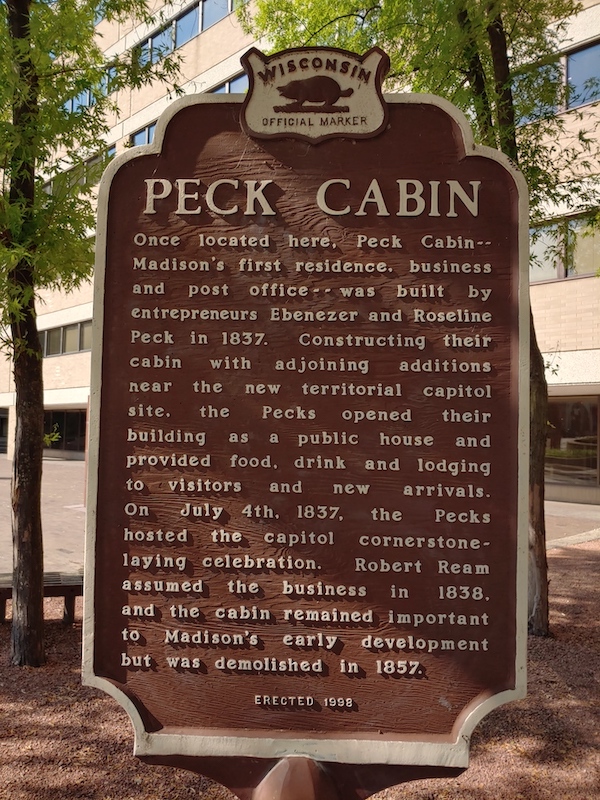 WISCONSIN
OFFICIAL MARKER
PECK CABIN
Once located here, Peck Cabin--
Madison's first residence, business
and post office--was built by
entrepreneurs Ebenezer and Roseline
Peck in 1837. Constructing their
cabin with adjoining additions
near the new territorial capitol
site, the Pecks opened their
building as a public house and
provided food, drink and lodging
to visitors and new arrivals.
On July 4th, 1837, the Pecks
hosted the capitol cornerstone-
laying celebration. Robert Ream
assumed the business in 1838,
and the cabin remained important
to Madison's early development
but was demolished in 1857.
ERECTED 1998